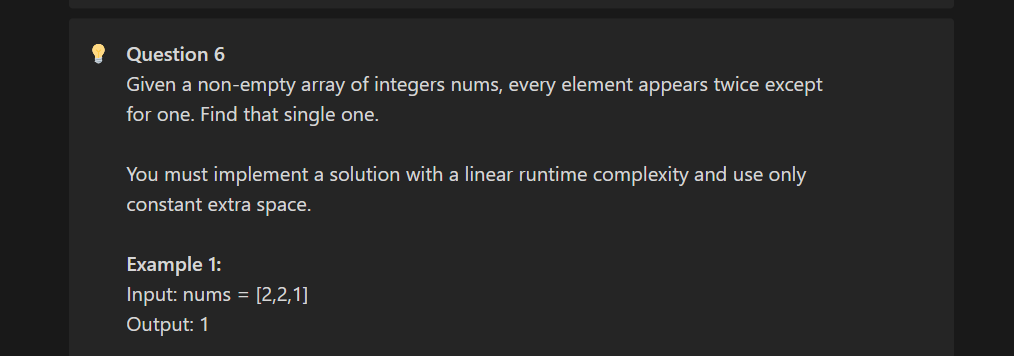 Question 6
Given a non-empty array of integers nums, every element appears twice except
for one. Find that single one.
You must implement a solution with a linear runtime complexity and use only
constant extra space.
Example 1:
Input: nums = [2,2,1]
Output: 1